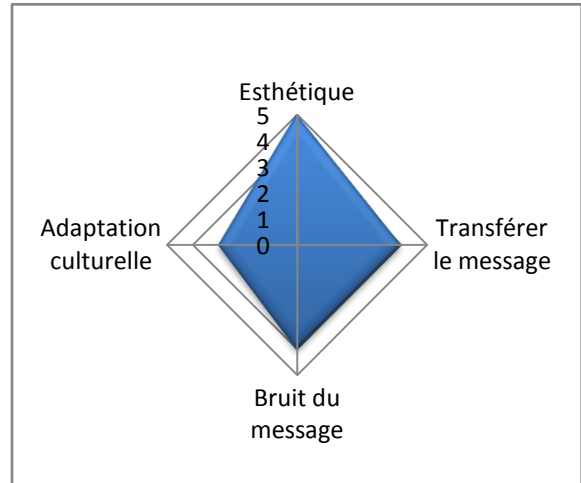 Esthétique
5
4
3
2
1
0
Adaptation
culturelle
Transférer
le message
Bruit du
message